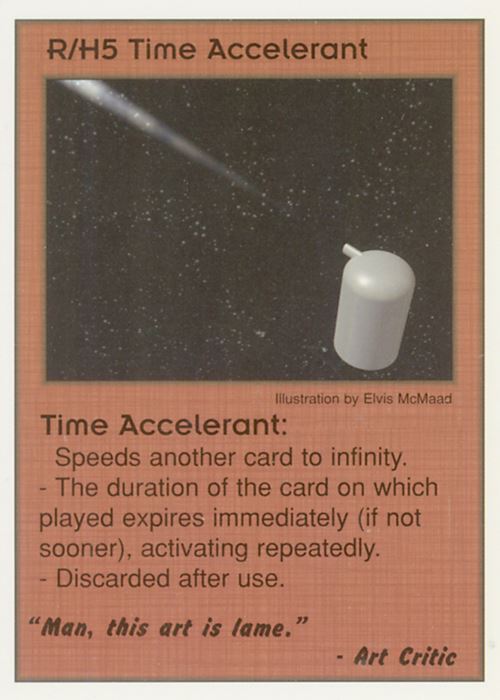 R/H5 Time Accelerant
Illustration by Elvis McMaad
Time Accelerant:
Speeds another card to infinity.
- The duration of the card on which
played expires immediately (if not
sooner), activating repeatedly.
- Discarded after use.
“Man, this art is lame.”
- Art Critic